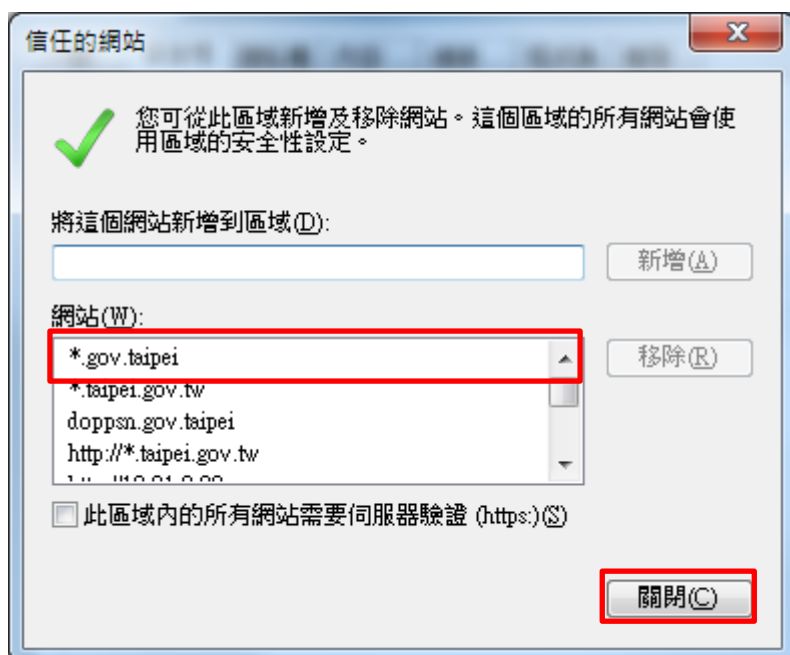 信任的網站
您可從此區域新增及移除網站。這個區域的所有網站會使
用區域的安全性設定。
將這個網站新增到區域(D):
新增(A)
網站(W):
*.gov.taipei
移除(R)
*.taipei.gov.tw
doppsn.gov.taipei
http://*.taipei.gov.tw
此區域內的所有網站需要伺服器驗證 (https:)(S)
關閉(C)